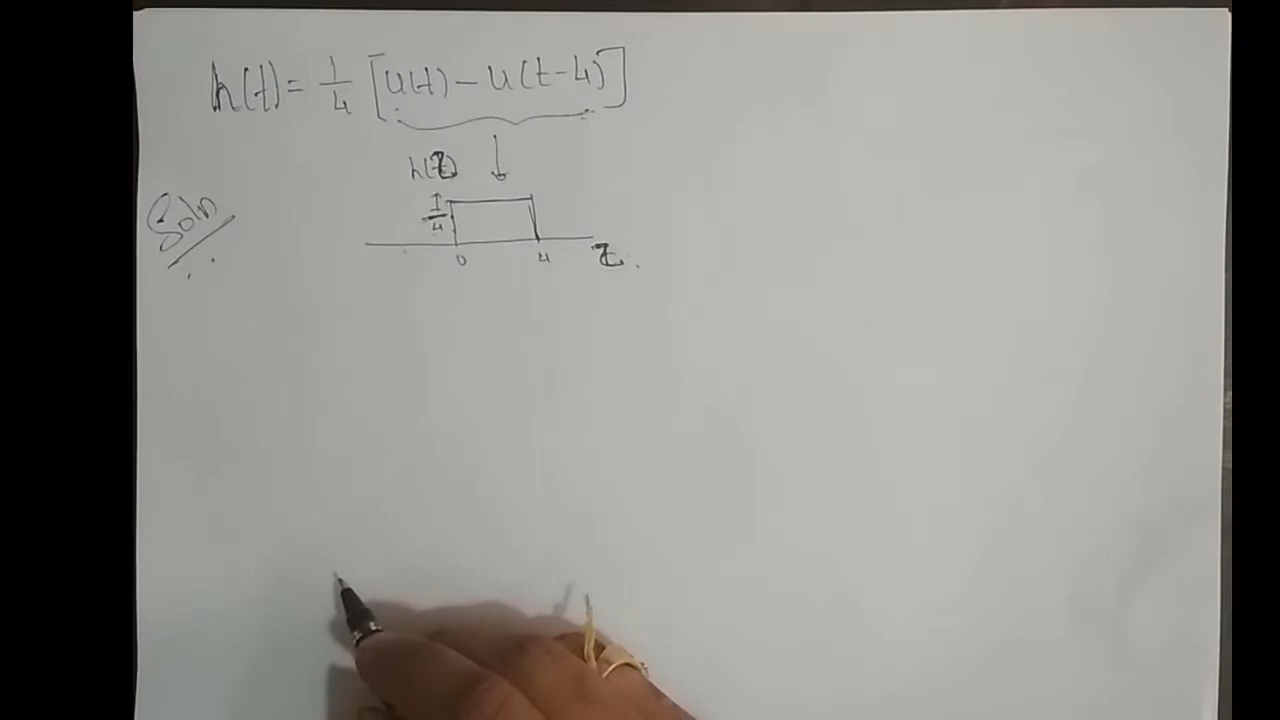 h(t) = 1/4 [u(t) - u(t-4)]
h(τ)
Soln
1/4
0 4 τ